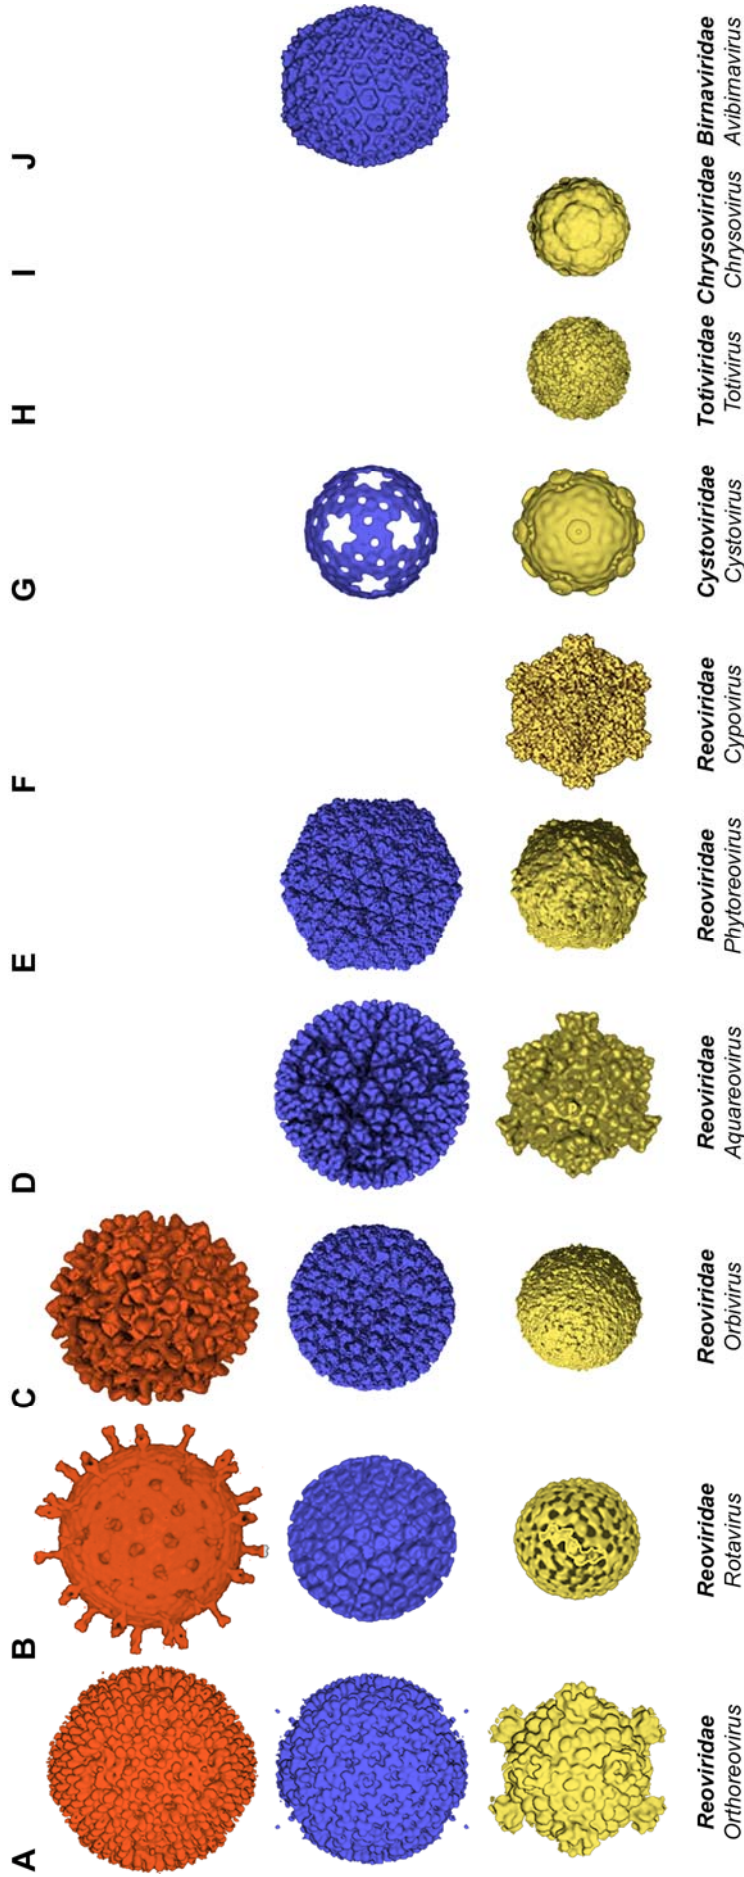 A
B
C
D
E
F
G
H
I
J
Reoviridae
Orthoreovirus
Reoviridae
Rotavirus
Reoviridae
Orbivirus
Reoviridae
Aquareovirus
Reoviridae
Phytoreovirus
Reoviridae
Cypovirus
Cystoviridae
Cystovirus
Totiviridae
Totivirus
Chrysoviridae
Chrysovirus
Birnaviridae
Avibirnavirus